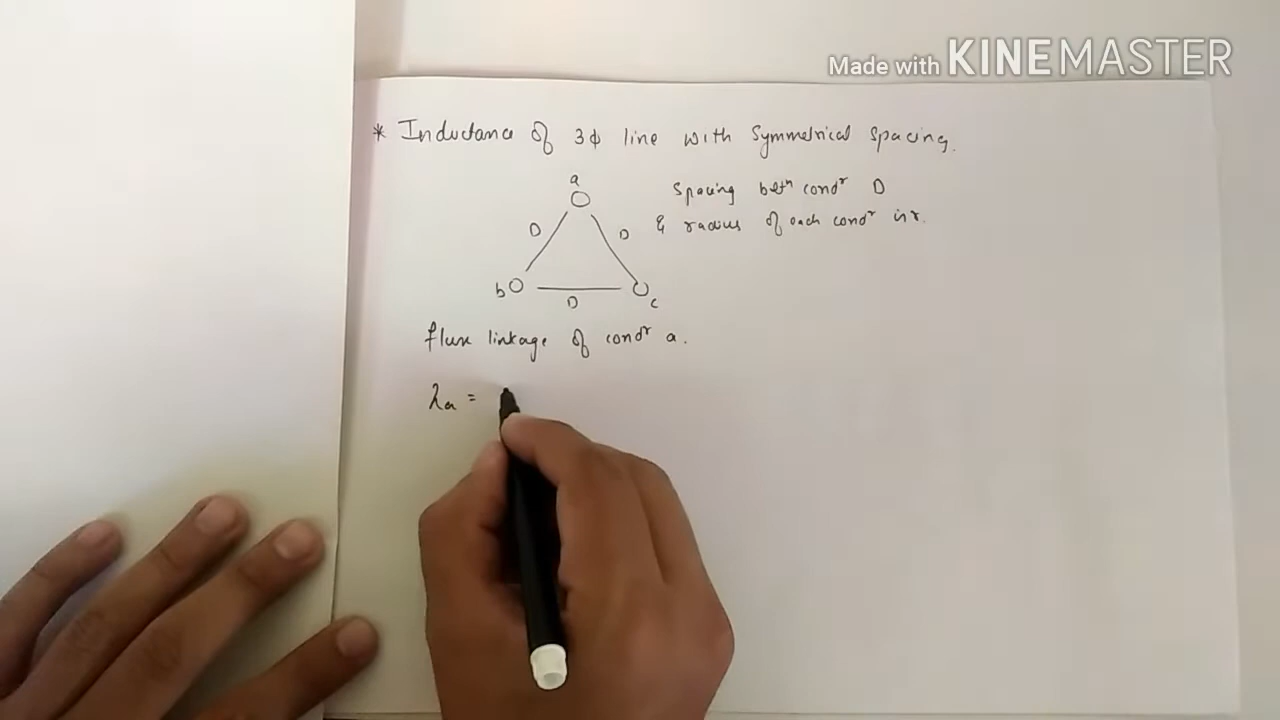 Made with KINEMASTER
* Inductance of 3ф line with Symmetrical Spacing.
a
Spacing betn condr D
D
D
& radius of each condr is r.
b
c
D
flux linkage of condr a.
λa =